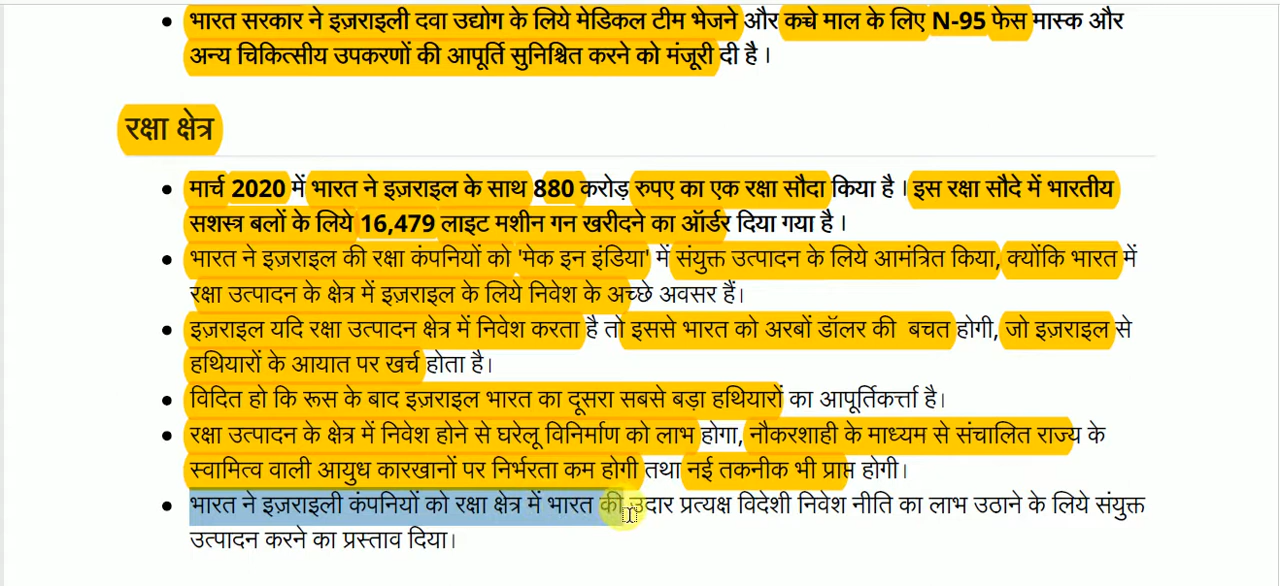 भारत सरकार ने इज़राइली दवा उद्योग के लिये मेडिकल टीम भेजने और कचे माल के लिए N-95 फेस मास्क और
अन्य चिकित्सीय उपकरणों की आपूर्ति सुनिश्चित करने को मंजूरी दी है।
रक्षा क्षेत्र
मार्च 2020 में भारत ने इज़राइल के साथ 880 करोड़ रुपए का एक रक्षा सौदा किया है। इस रक्षा सौदे में भारतीय
सशस्त्र बलों के लिये 16,479 लाइट मशीन गन खरीदने का ऑर्डर दिया गया है।
भारत ने इज़राइल की रक्षा कंपनियों को 'मेक इन इंडिया' में संयुक्त उत्पादन के लिये आमंत्रित किया, क्योंकि भारत में
रक्षा उत्पादन के क्षेत्र में इज़राइल के लिये निवेश के अच्छे अवसर हैं।
इज़राइल यदि रक्षा उत्पादन क्षेत्र में निवेश करता है तो इससे भारत को अरबों डॉलर की बचत होगी, जो इज़राइल से
हथियारों के आयात पर खर्च होता है।
विदित हो कि रूस के बाद इज़राइल भारत का दूसरा सबसे बड़ा हथियारों का आपूर्तिकर्त्ता है।
रक्षा उत्पादन के क्षेत्र में निवेश होने से घरेलू विनिर्माण को लाभ होगा, नौकरशाही के माध्यम से संचालित राज्य के
स्वामित्व वाली आयुध कारखानों पर निर्भरता कम होगी तथा नई तकनीक भी प्राप्त होगी।
भारत ने इज़राइली कंपनियों को रक्षा क्षेत्र में भारत की उदार प्रत्यक्ष विदेशी निवेश नीति का लाभ उठाने के लिये संयुक्त
उत्पादन करने का प्रस्ताव दिया।